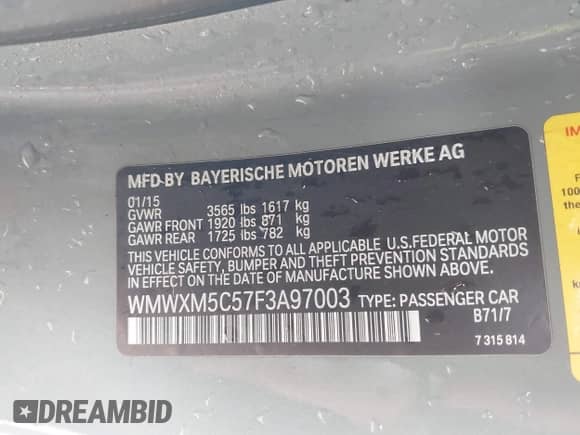 MFD-BY BAYERISCHE MOTOREN WERKE AG
01/15
GVWR 3565 lbs 1617 kg
GAWR FRONT 1920 lbs 871 kg
GAWR REAR 1725 lbs 782 kg
THIS VEHICLE CONFORMS TO ALL APPLICABLE U.S. FEDERAL MOTOR
VEHICLE SAFETY, BUMPER AND THEFT PREVENTION STANDARDS
IN EFFECT ON THE DATE OF MANUFACTURE SHOWN ABOVE.
WMWXM5C57F3A97003 TYPE: PASSENGER CAR
B71/7
7 315 814
IM
F
100
the
DREAMBID